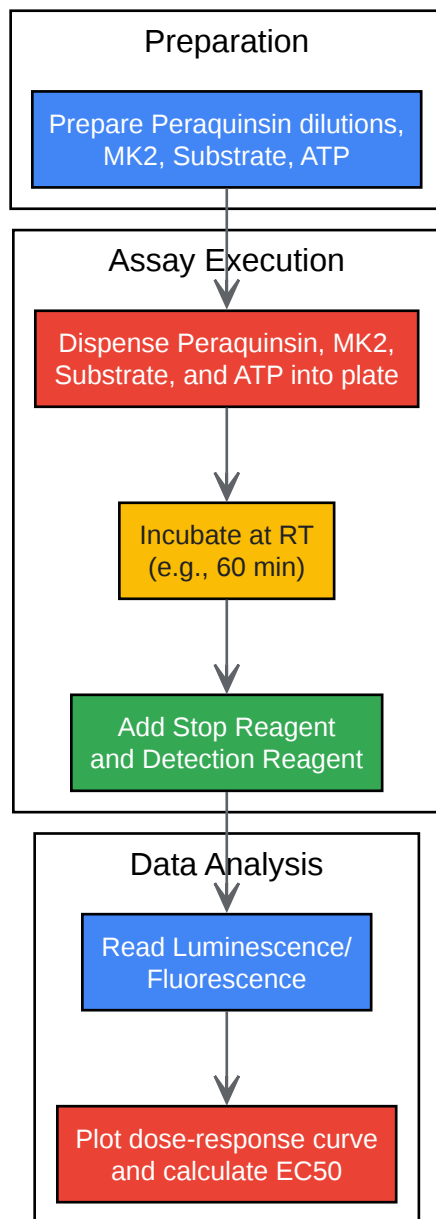 Preparation
Prepare Peraquinsin dilutions,
MK2, Substrate, ATP
Assay Execution
Dispense Peraquinsin, MK2,
Substrate, and ATP into plate
Incubate at RT
(e.g., 60 min)
Add Stop Reagent
and Detection Reagent
Data Analysis
Read Luminescence/
Fluorescence
Plot dose-response curve
and calculate EC50